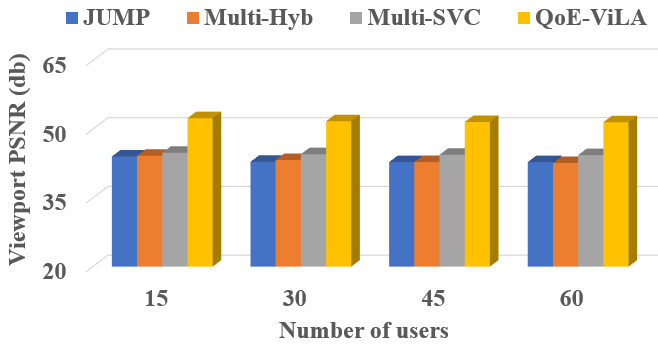 JUMP Multi-Hyb Multi-SVC QoE-ViLA
Viewport PSNR (db)
65
50
35
20
15 30 45 60
Number of users